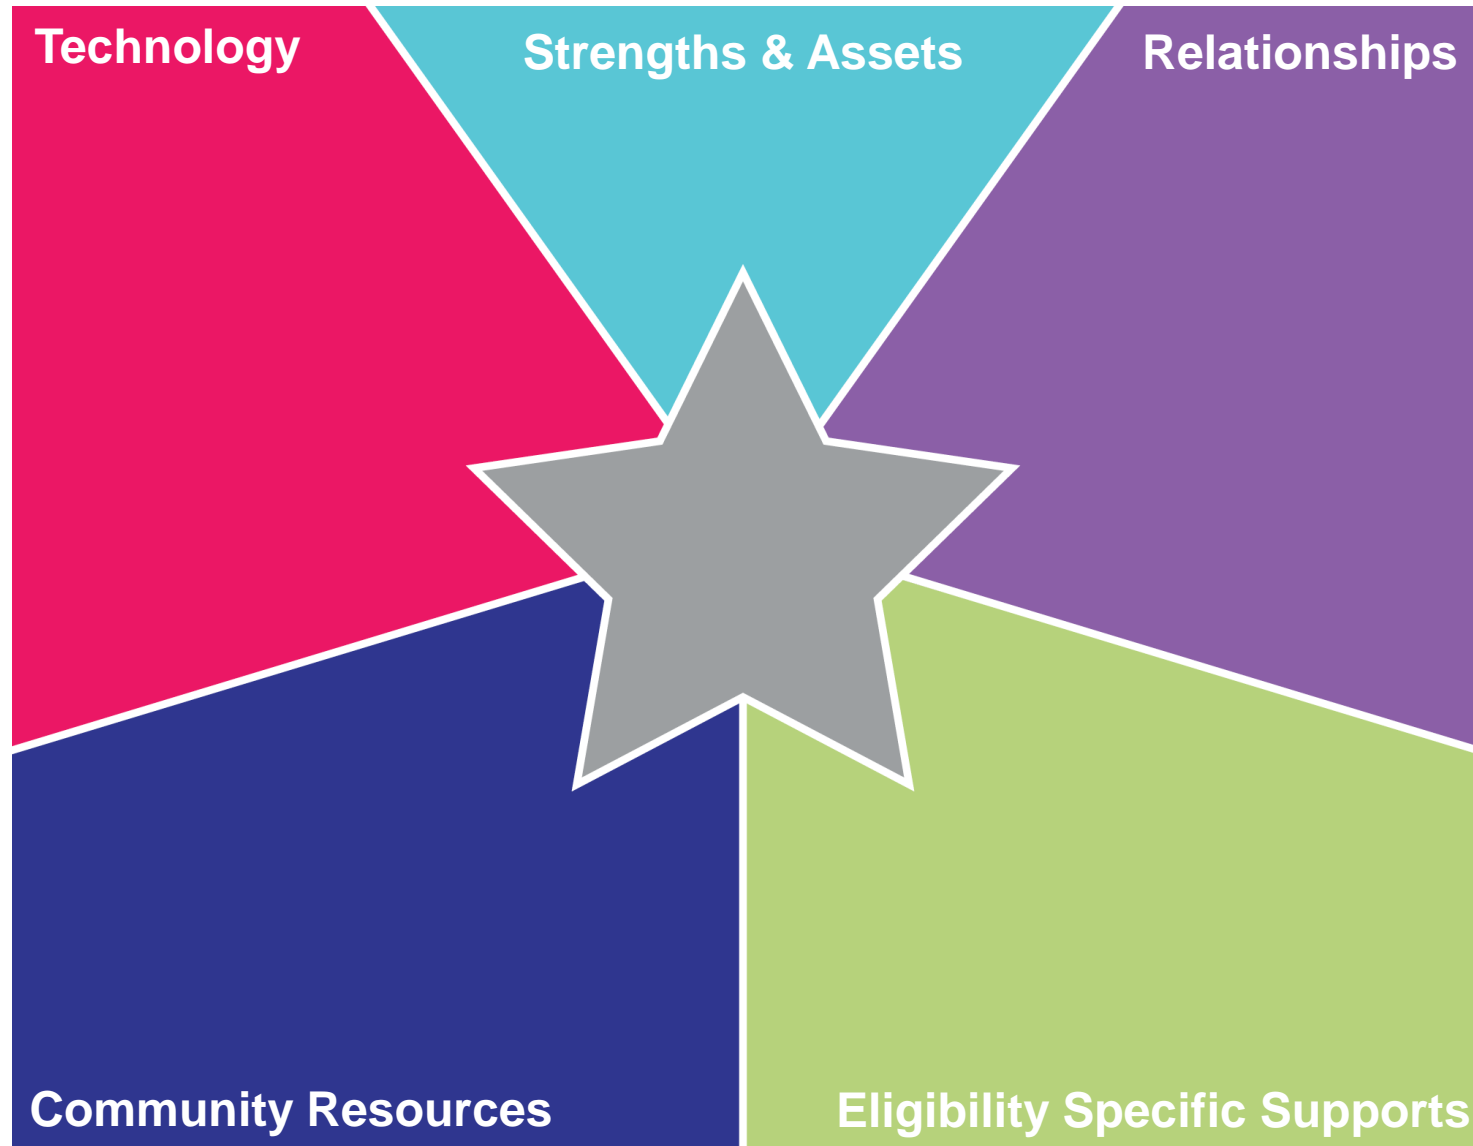 Technology
Strengths & Assets
Relationships
Community Resources
Eligibility Specific Supports